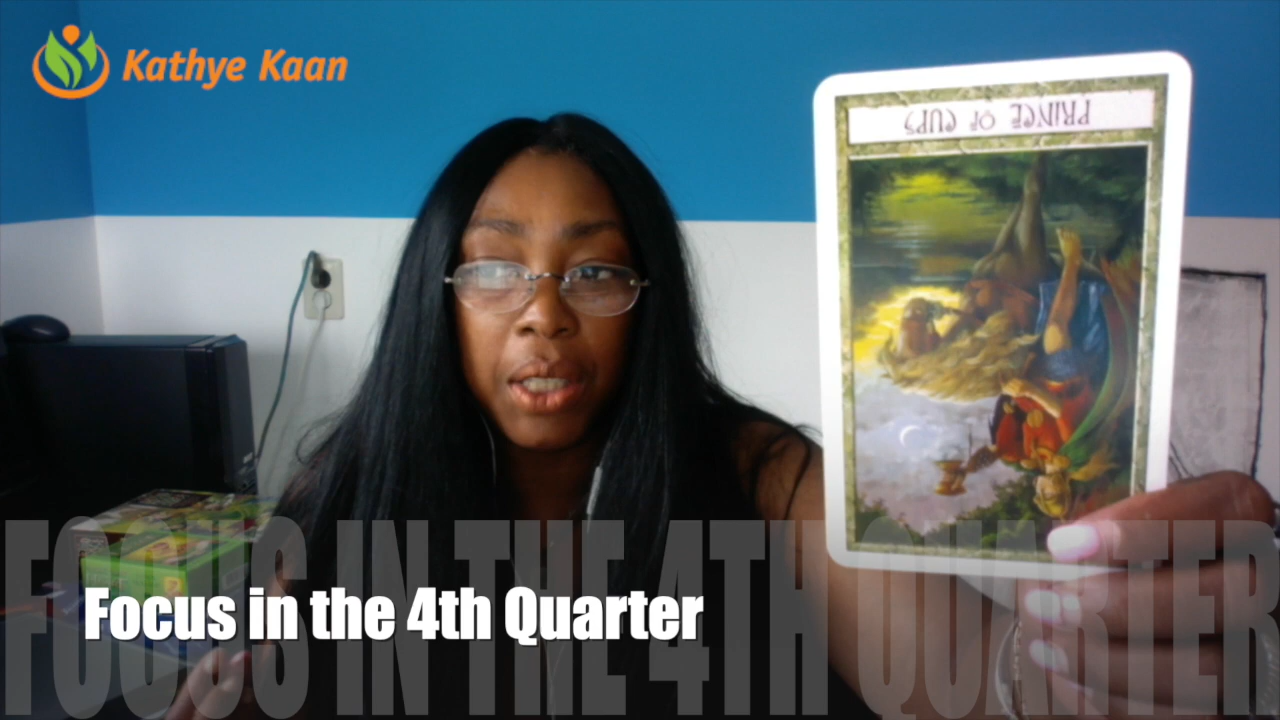 Kathye Kaan
PRINCE OF CUPS
FOCUS IN THE 4TH QUARTER
Focus in the 4th Quarter